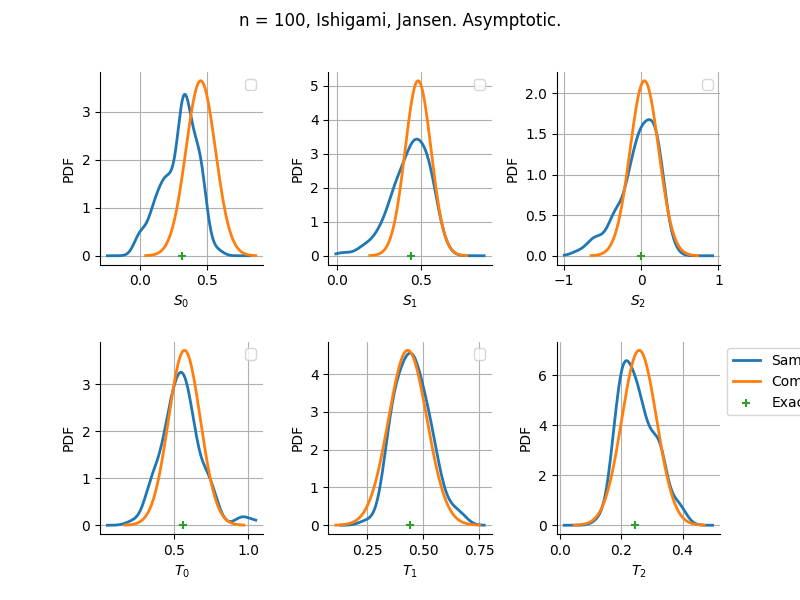 n = 100, Ishigami, Jansen. Asymptotic.
PDF
3
2
1
0
0.0 0.5
S₀
PDF
5
4
3
2
1
0
0.0 0.5
S₁
PDF
2.0
1.5
1.0
0.5
0.0
−1 0 1
S₂
PDF
3
2
1
0
0.5 1.0
T₀
PDF
4
3
2
1
0
0.25 0.50 0.75
T₁
PDF
6
4
2
0
0.0 0.2 0.4
T₂
Sam
Com
Exac